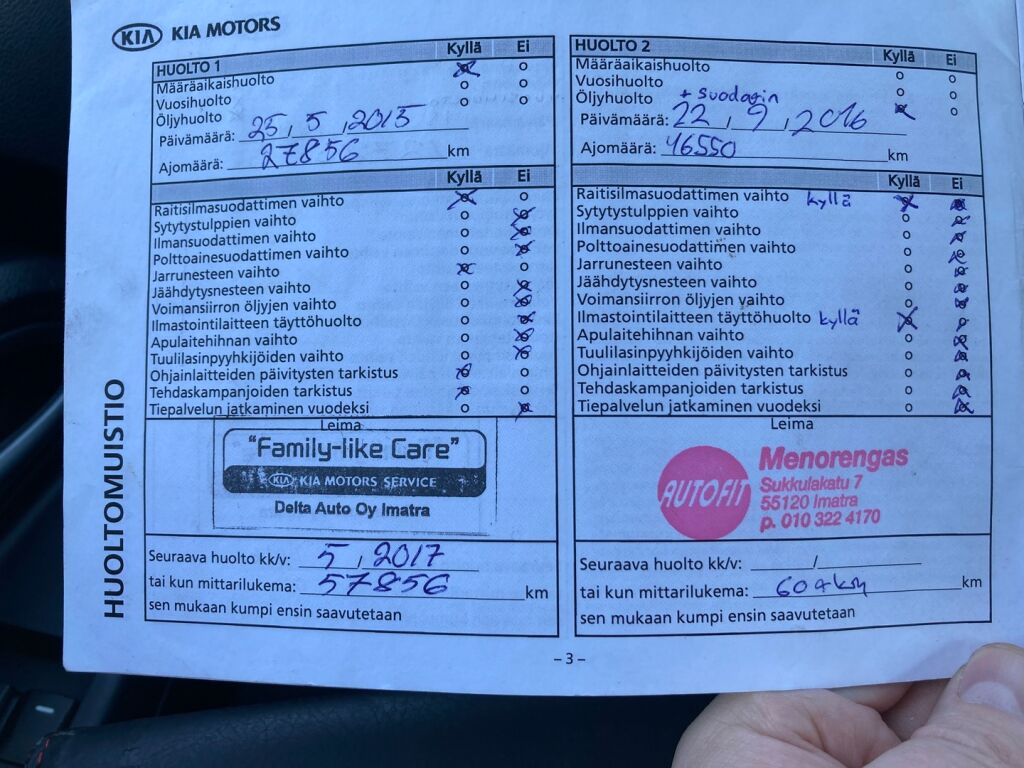 KIA KIA MOTORS
HUOLTOMUISTIO
HUOLTO 1 Kyllä Ei
Määräaikaishuolto
Vuosihuolto
Öljyhuolto
Päivämäärä: 25, 5, 2015
Ajomäärä: 27856 km
Kyllä Ei
Raitisilmasuodattimen vaihto
Sytytystulppien vaihto
Ilmansuodattimen vaihto
Polttoainesuodattimen vaihto
Jarrunesteen vaihto
Jäähdytysnesteen vaihto
Voimansiirron öljyjen vaihto
Ilmastointilaitteen täyttöhuolto
Apulaitehihnan vaihto
Tuulilasinpyyhkijöiden vaihto
Ohjainlaitteiden päivitysten tarkistus
Tehdaskampanjoiden tarkistus
Tiepalvelun jatkaminen vuodeksi
Leima
"Family-like Care"
KIA KIA MOTORS SERVICE
Delta Auto Oy Imatra
Seuraava huolto kk/v: 5, 2017
tai kun mittarilukema: 57856 km
sen mukaan kumpi ensin saavutetaan
HUOLTO 2 Kyllä Ei
Määräaikaishuolto
Vuosihuolto
Öljyhuolto + suodatin
Päivämäärä: 22, 9, 2016
Ajomäärä: 46550 km
Kyllä Ei
Raitisilmasuodattimen vaihto kyllä
Sytytystulppien vaihto
Ilmansuodattimen vaihto
Polttoainesuodattimen vaihto
Jarrunesteen vaihto
Jäähdytysnesteen vaihto
Voimansiirron öljyjen vaihto
Ilmastointilaitteen täyttöhuolto kyllä
Apulaitehihnan vaihto
Tuulilasinpyyhkijöiden vaihto
Ohjainlaitteiden päivitysten tarkistus
Tehdaskampanjoiden tarkistus
Tiepalvelun jatkaminen vuodeksi
Leima
AUTOFIT
Menorengas
Sukkulakatu 7
55120 Imatra
p. 010 322 4170
Seuraava huolto kk/v: /
tai kun mittarilukema: km
sen mukaan kumpi ensin saavutetaan
– 3 –